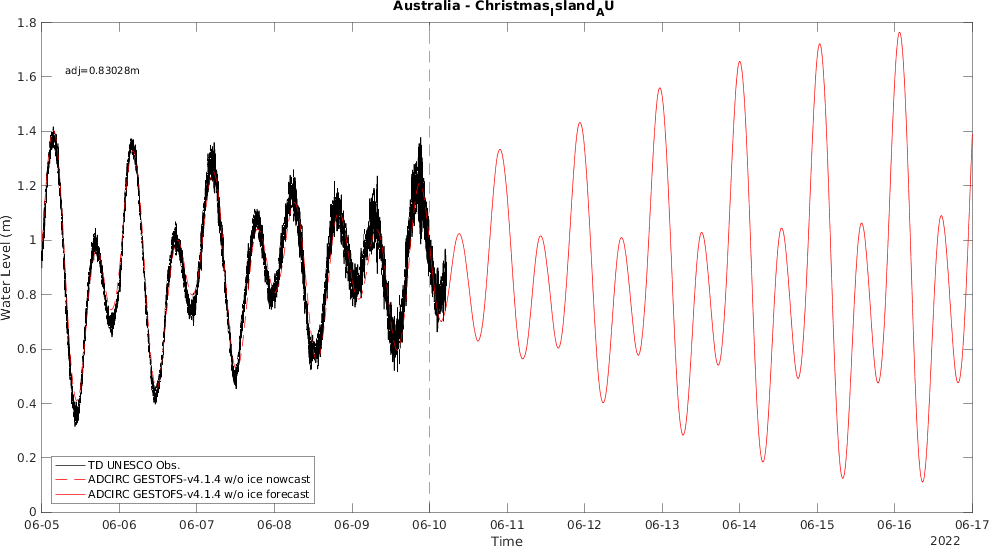 Australia - Christmas_Island_AU
adj=0.83028m
1.8
1.6
1.4
1.2
1
0.8
0.6
0.4
0.2
0
Water Level (m)
TD UNESCO Obs.
ADCIRC GESTOFS-v4.1.4 w/o ice nowcast
ADCIRC GESTOFS-v4.1.4 w/o ice forecast
06-05 06-06 06-07 06-08 06-09 06-10 06-11 06-12 06-13 06-14 06-15 06-16 06-17
Time
2022